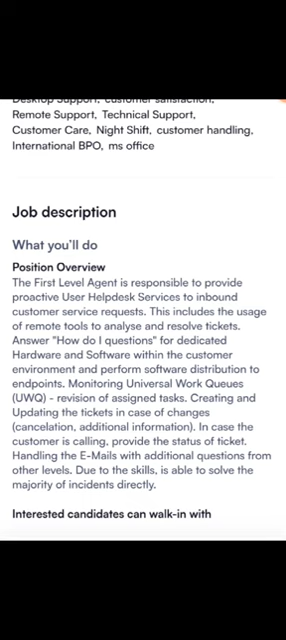 Desktop Support, customer satisfaction,
Remote Support, Technical Support,
Customer Care, Night Shift, customer handling,
International BPO, ms office
Job description
What you'll do
Position Overview
The First Level Agent is responsible to provide
proactive User Helpdesk Services to inbound
customer service requests. This includes the usage
of remote tools to analyse and resolve tickets.
Answer "How do I questions" for dedicated
Hardware and Software within the customer
environment and perform software distribution to
endpoints. Monitoring Universal Work Queues
(UWQ) - revision of assigned tasks. Creating and
Updating the tickets in case of changes
(cancelation, additional information). In case the
customer is calling, provide the status of ticket.
Handling the E-Mails with additional questions from
other levels. Due to the skills, is able to solve the
majority of incidents directly.
Interested candidates can walk-in with